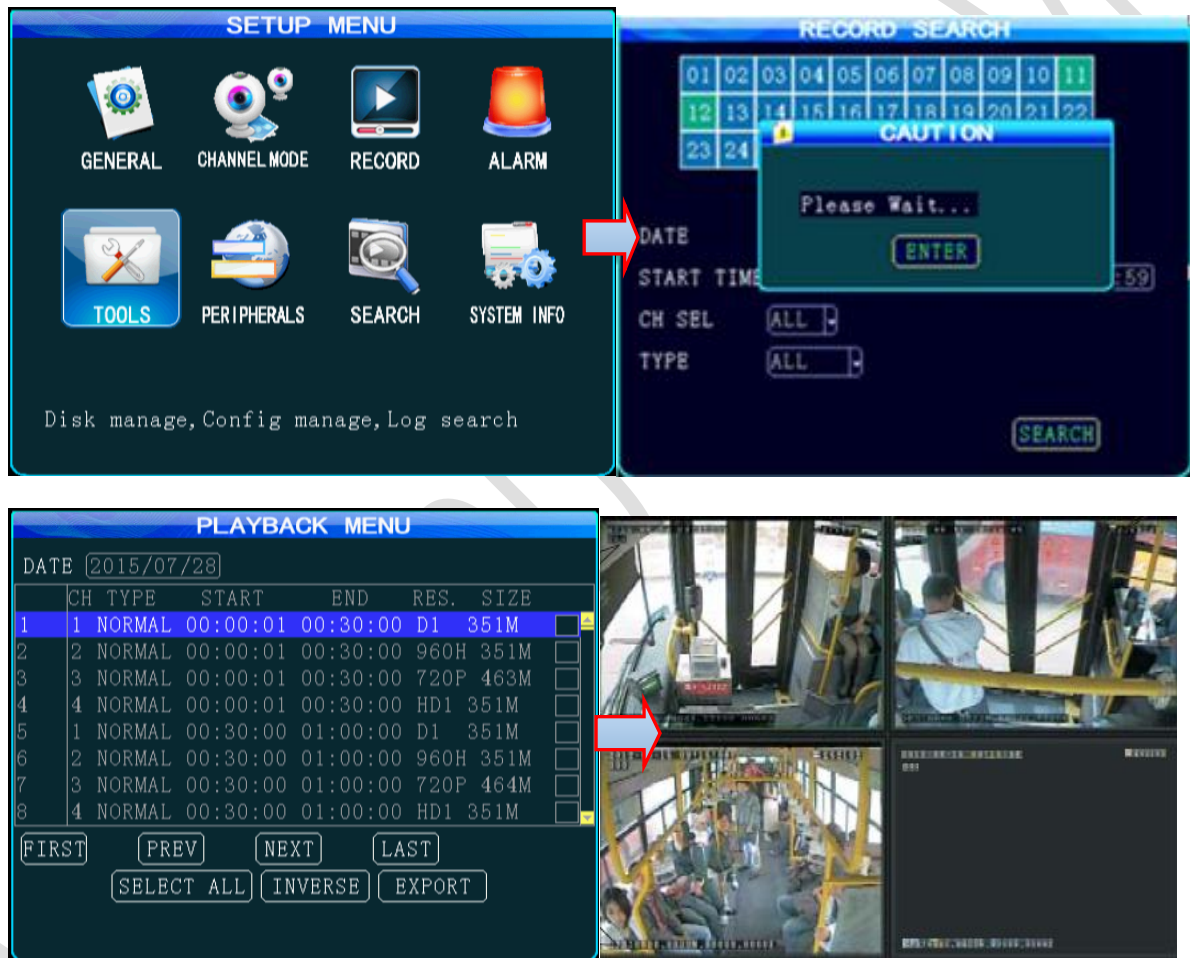 SETUP MENU
GENERAL CHANNEL MODE RECORD ALARM
TOOLS PERIPHERALS SEARCH SYSTEM INFO
Disk manage,Config manage,Log search
RECORD SEARCH
01 02 03 04 05 06 07 08 09 10 11
12 13 14 15 16 17 18 19 20 21 22
23 24
CAUTION
Please Wait...
ENTER
DATE
START TIME :59
CH SEL ALL
TYPE ALL
SEARCH
PLAYBACK MENU
DATE 2015/07/28
CH TYPE START END RES. SIZE
1 1 NORMAL 00:00:01 00:30:00 D1 351M
2 2 NORMAL 00:00:01 00:30:00 960H 351M
3 3 NORMAL 00:00:01 00:30:00 720P 463M
4 4 NORMAL 00:00:01 00:30:00 HD1 351M
5 1 NORMAL 00:30:00 01:00:00 D1 351M
6 2 NORMAL 00:30:00 01:00:00 960H 351M
7 3 NORMAL 00:30:00 01:00:00 720P 464M
8 4 NORMAL 00:30:00 01:00:00 HD1 351M
FIRST PREV NEXT LAST
SELECT ALL INVERSE EXPORT